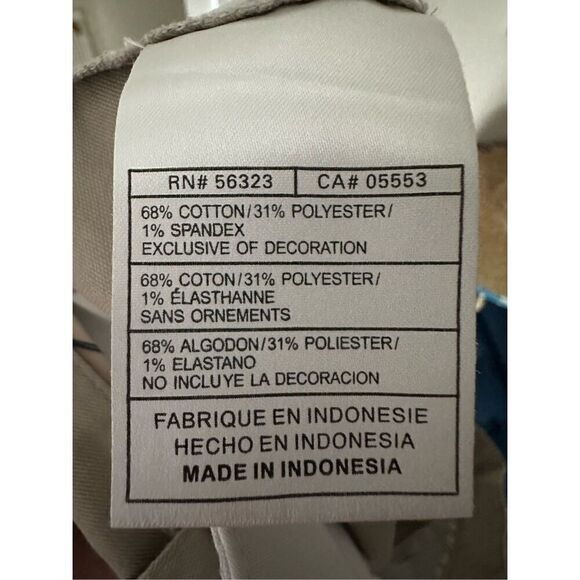 RN# 56323 CA# 05553
68% COTTON/31% POLYESTER/
1% SPANDEX
EXCLUSIVE OF DECORATION
68% COTON/31% POLYESTER/
1% ÉLASTHANNE
SANS ORNEMENTS
68% ALGODON/31% POLIESTER/
1% ELASTANO
NO INCLUYE LA DECORACION
FABRIQUE EN INDONESIE
HECHO EN INDONESIA
MADE IN INDONESIA